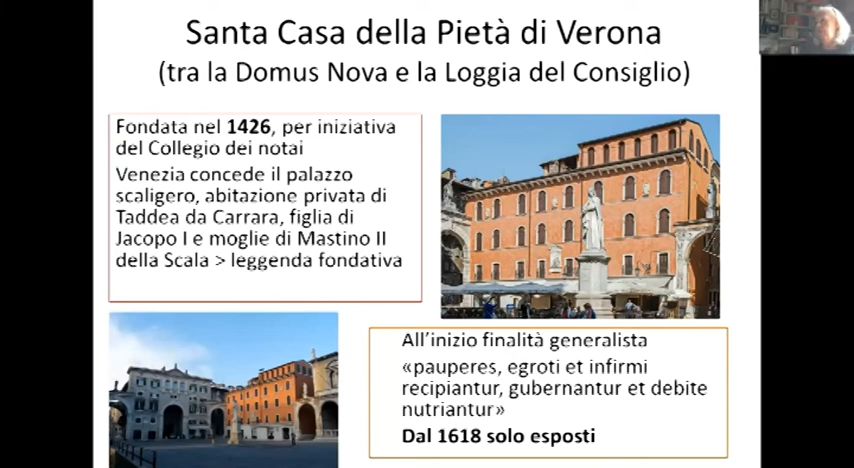 Santa Casa della Pietà di Verona
(tra la Domus Nova e la Loggia del Consiglio)
Fondata nel 1426, per iniziativa
del Collegio dei notai
Venezia concede il palazzo
scaligero, abitazione privata di
Taddea da Carrara, figlia di
Jacopo I e moglie di Mastino II
della Scala > leggenda fondativa
All'inizio finalità generalista
«pauperes, egroti et infirmi
recipiantur, gubernantur et debite
nutriantur»
Dal 1618 solo esposti